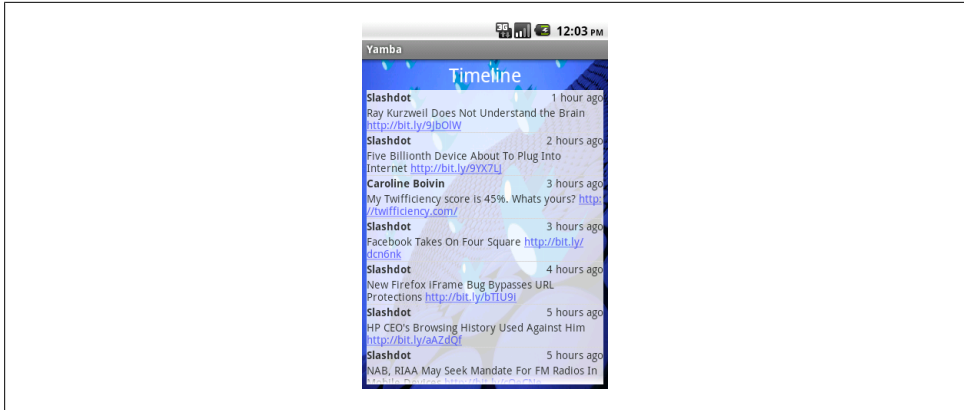 3G
12:03 PM
Yamba
Timeline
Slashdot 1 hour ago
Ray Kurzweil Does Not Understand the Brain
http://bit.ly/9JbOlW
Slashdot 2 hours ago
Five Billionth Device About To Plug Into
Internet http://bit.ly/9YX7LJ
Caroline Boivin 3 hours ago
My Twifficiency score is 45%. Whats yours? http:
//twifficiency.com/
Slashdot 3 hours ago
Facebook Takes On Four Square http://bit.ly/
dcn6nk
Slashdot 4 hours ago
New Firefox iFrame Bug Bypasses URL
Protections http://bit.ly/bTIU9I
Slashdot 5 hours ago
HP CEO's Browsing History Used Against Him
http://bit.ly/aAZdQf
Slashdot 5 hours ago
NAB, RIAA May Seek Mandate For FM Radios In
Mobile Devices